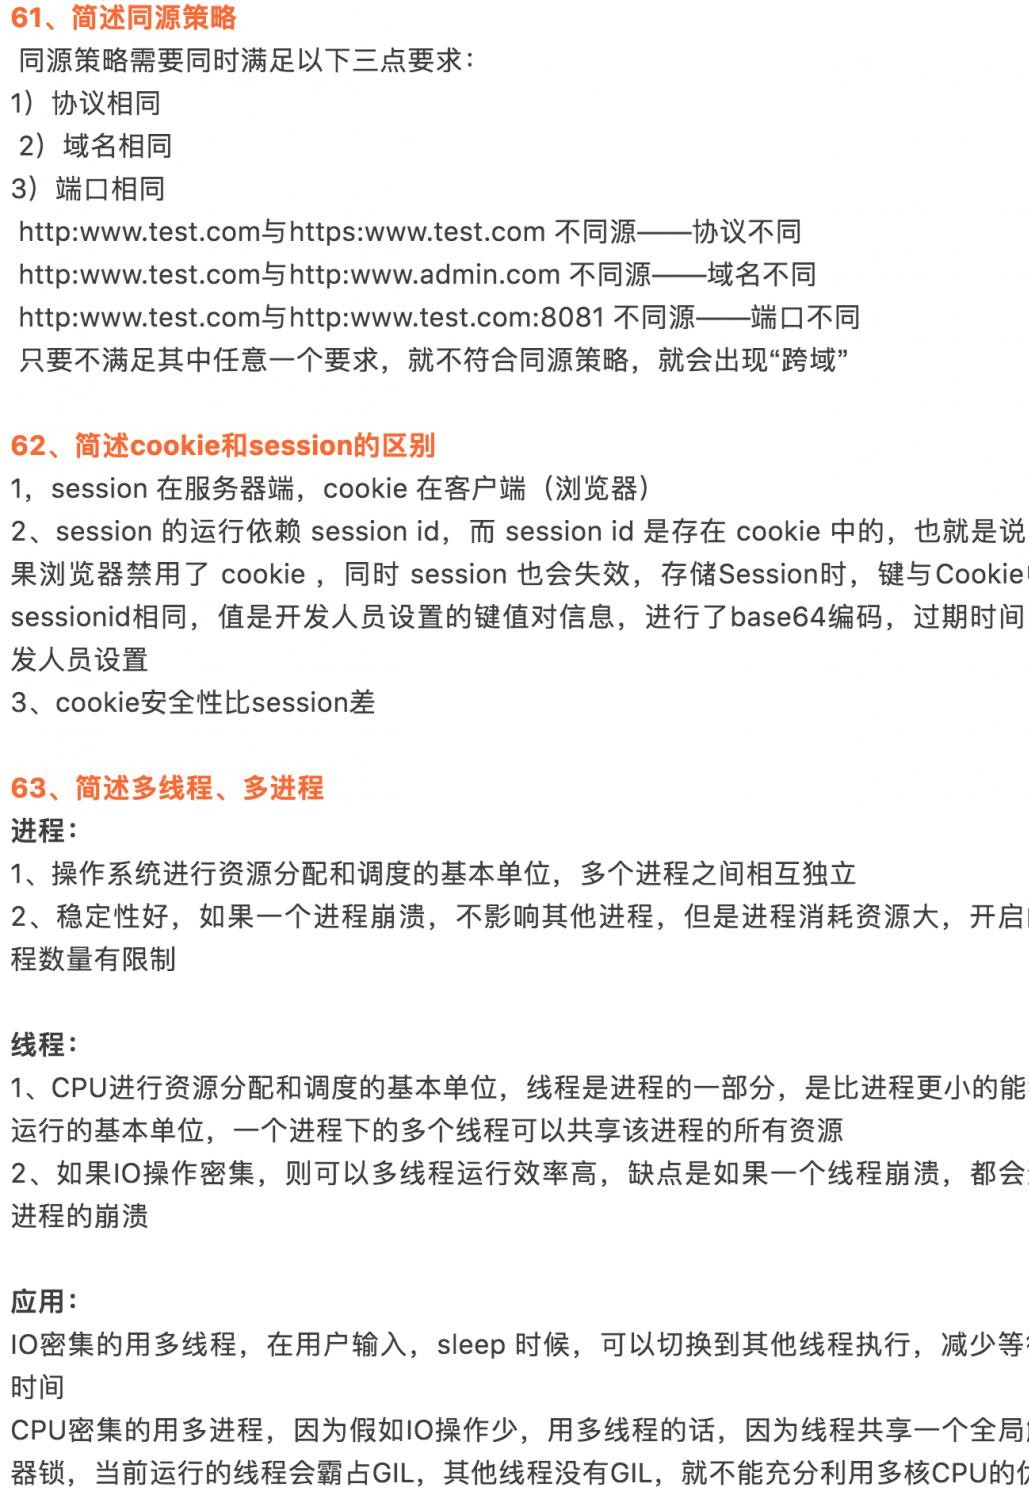 61、简述同源策略
同源策略需要同时满足以下三点要求：
1）协议相同
2）域名相同
3）端口相同
http:www.test.com与https:www.test.com 不同源——协议不同
http:www.test.com与http:www.admin.com 不同源——域名不同
http:www.test.com与http:www.test.com:8081 不同源——端口不同
只要不满足其中任意一个要求，就不符合同源策略，就会出现“跨域”
62、简述cookie和session的区别
1，session 在服务器端，cookie 在客户端（浏览器）
2、session 的运行依赖 session id，而 session id 是存在 cookie 中的，也就是说
果浏览器禁用了 cookie ，同时 session 也会失效，存储Session时，键与Cookie
sessionid相同，值是开发人员设置的键值对信息，进行了base64编码，过期时间
发人员设置
3、cookie安全性比session差
63、简述多线程、多进程
进程：
1、操作系统进行资源分配和调度的基本单位，多个进程之间相互独立
2、稳定性好，如果一个进程崩溃，不影响其他进程，但是进程消耗资源大，开启
程数量有限制
线程：
1、CPU进行资源分配和调度的基本单位，线程是进程的一部分，是比进程更小的能
运行的基本单位，一个进程下的多个线程可以共享该进程的所有资源
2、如果IO操作密集，则可以多线程运行效率高，缺点是如果一个线程崩溃，都会
进程的崩溃
应用：
IO密集的用多线程，在用户输入，sleep 时候，可以切换到其他线程执行，减少等
时间
CPU密集的用多进程，因为假如IO操作少，用多线程的话，因为线程共享一个全局
器锁，当前运行的线程会霸占GIL，其他线程没有GIL，就不能充分利用多核CPU的